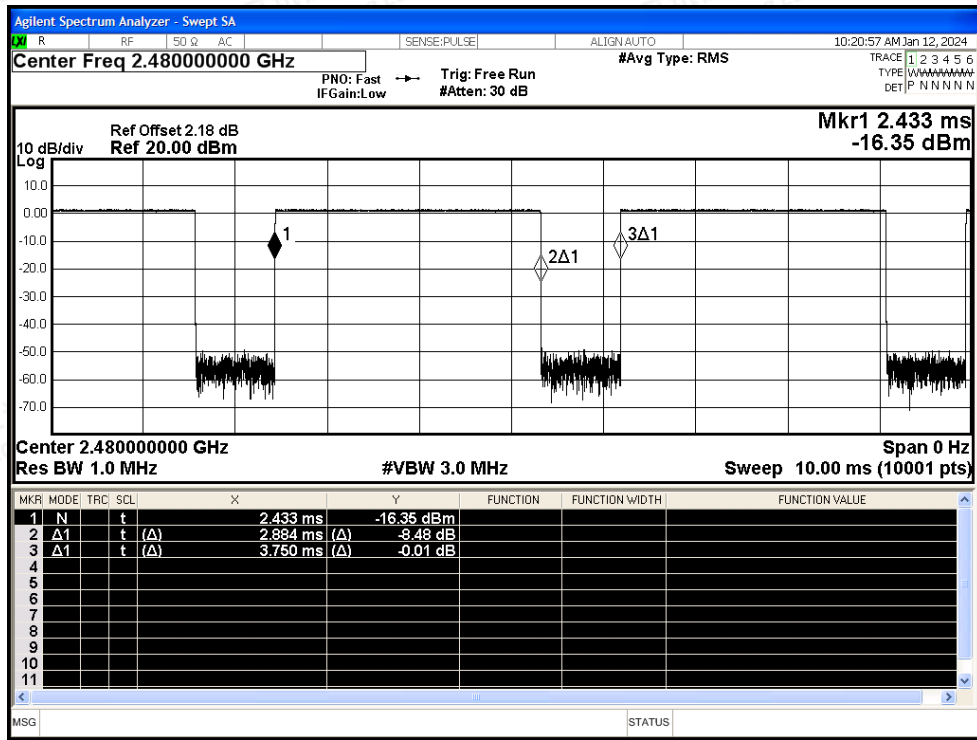 Agilent Spectrum Analyzer - Swept SA
LXI R RF 50 Ω AC SENSE:PULSE ALIGN AUTO 10:20:57 AM Jan 12, 2024
Center Freq 2.480000000 GHz #Avg Type: RMS TRACE 1 2 3 4 5 6
PNO: Fast Trig: Free Run TYPE WWWWWW
IFGain:Low #Atten: 30 dB DET P N N N N N
Mkr1 2.433 ms
Ref Offset 2.18 dB
10 dB/div Ref 20.00 dBm -16.35 dBm
Log
10.0
0.00
1
3Δ1
-10.0
2Δ1
-20.0
-30.0
-40.0
-50.0
-60.0
-70.0
Center 2.480000000 GHz Span 0 Hz
Res BW 1.0 MHz #VBW 3.0 MHz Sweep 10.00 ms (10001 pts)
MKR MODE TRC SCL X Y FUNCTION FUNCTION WIDTH FUNCTION VALUE
1 N t 2.433 ms -16.35 dBm
2 Δ1 t (Δ) 2.884 ms (Δ) -8.48 dB
3 Δ1 t (Δ) 3.750 ms (Δ) -0.01 dB
4
5
6
7
8
9
10
11
MSG STATUS